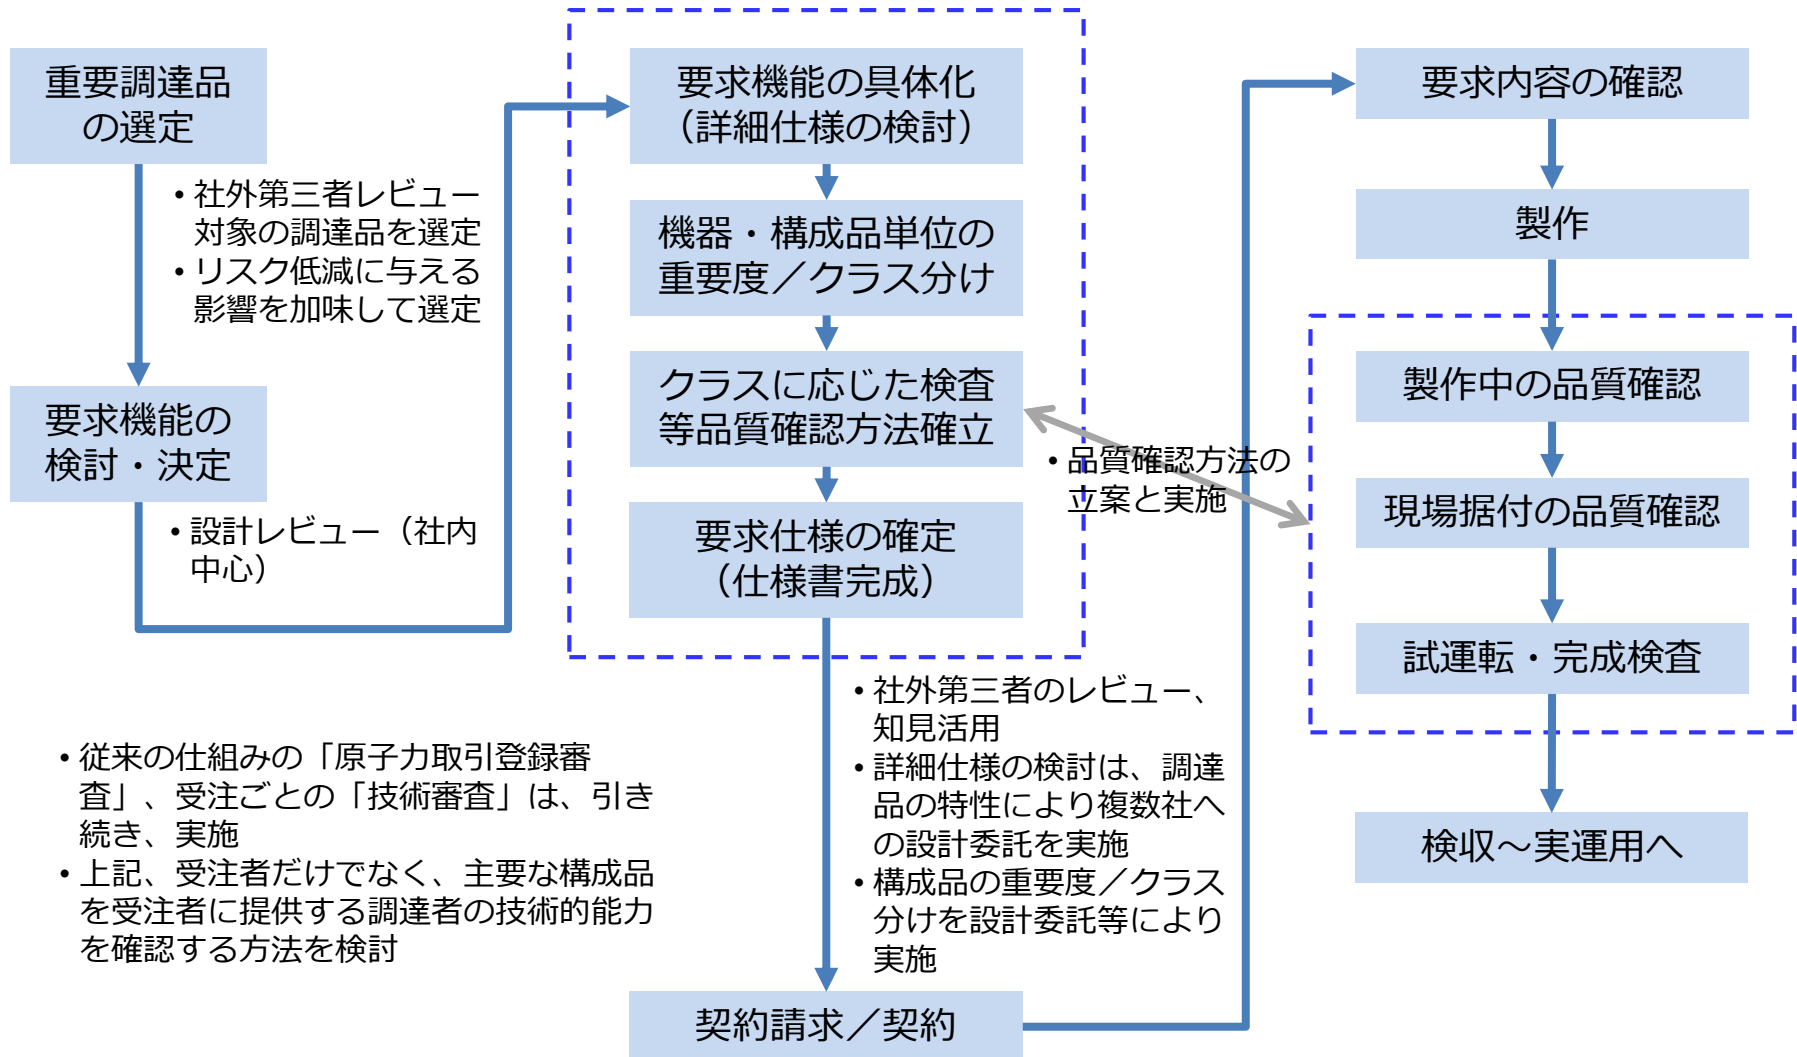 重要調達品
の選定
• 社外第三者レビュー
対象の調達品を選定
• リスク低減に与える
影響を加味して選定
要求機能の
検討・決定
• 設計レビュー（社内
中心）
要求機能の具体化
（詳細仕様の検討）
機器・構成品単位の
重要度／クラス分け
クラスに応じた検査
等品質確認方法確立
要求仕様の確定
（仕様書完成）
• 品質確認方法の
立案と実施
• 社外第三者のレビュー、
知見活用
• 詳細仕様の検討は、調達
品の特性により複数社へ
の設計委託を実施
• 構成品の重要度／クラス
分けを設計委託等により
実施
• 従来の仕組みの「原子力取引登録審
査」、受注ごとの「技術審査」は、引き
続き、実施
• 上記、受注者だけでなく、主要な構成品
を受注者に提供する調達者の技術的能力
を確認する方法を検討
契約請求／契約
要求内容の確認
製作
製作中の品質確認
現場据付の品質確認
試運転・完成検査
検収～実運用へ